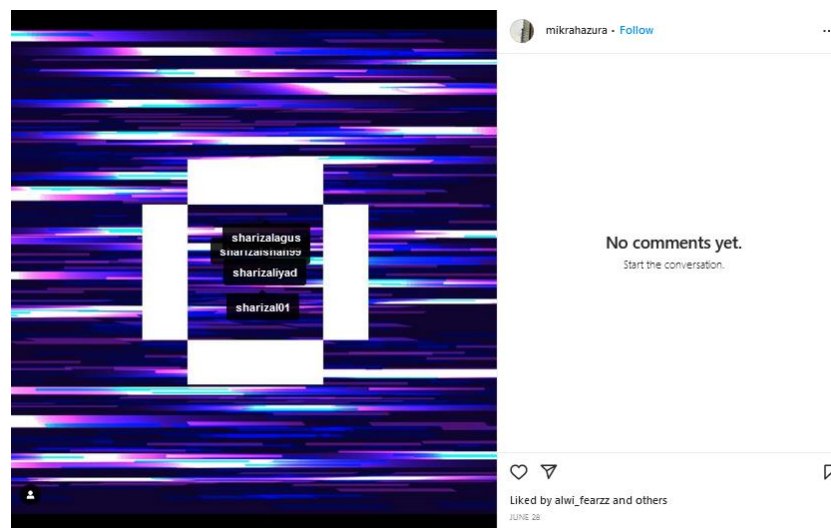 mikrahazura • Follow
sharizalagus
sharizaliyad
sharizal01
No comments yet.
Start the conversation.
Liked by alwi_fearzz and others
JUNE 28